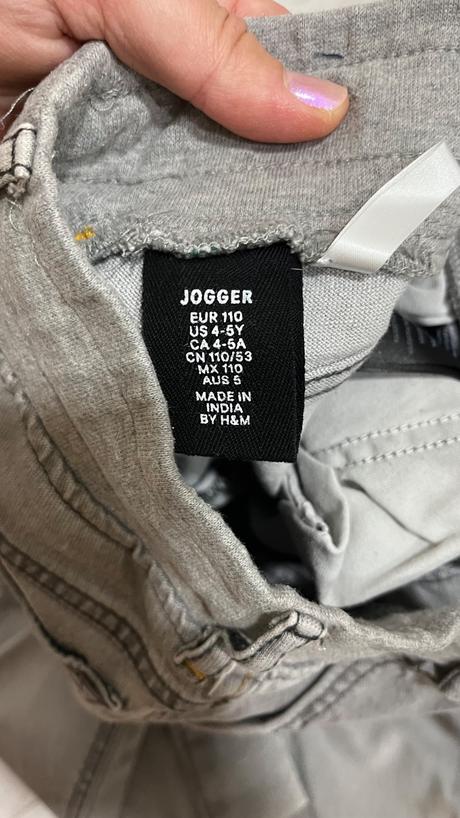 JOGGER
EUR 110
US 4-5Y
CA 4-5A
CN 110/53
MX 110
AUS 5
MADE IN
INDIA
BY H&M